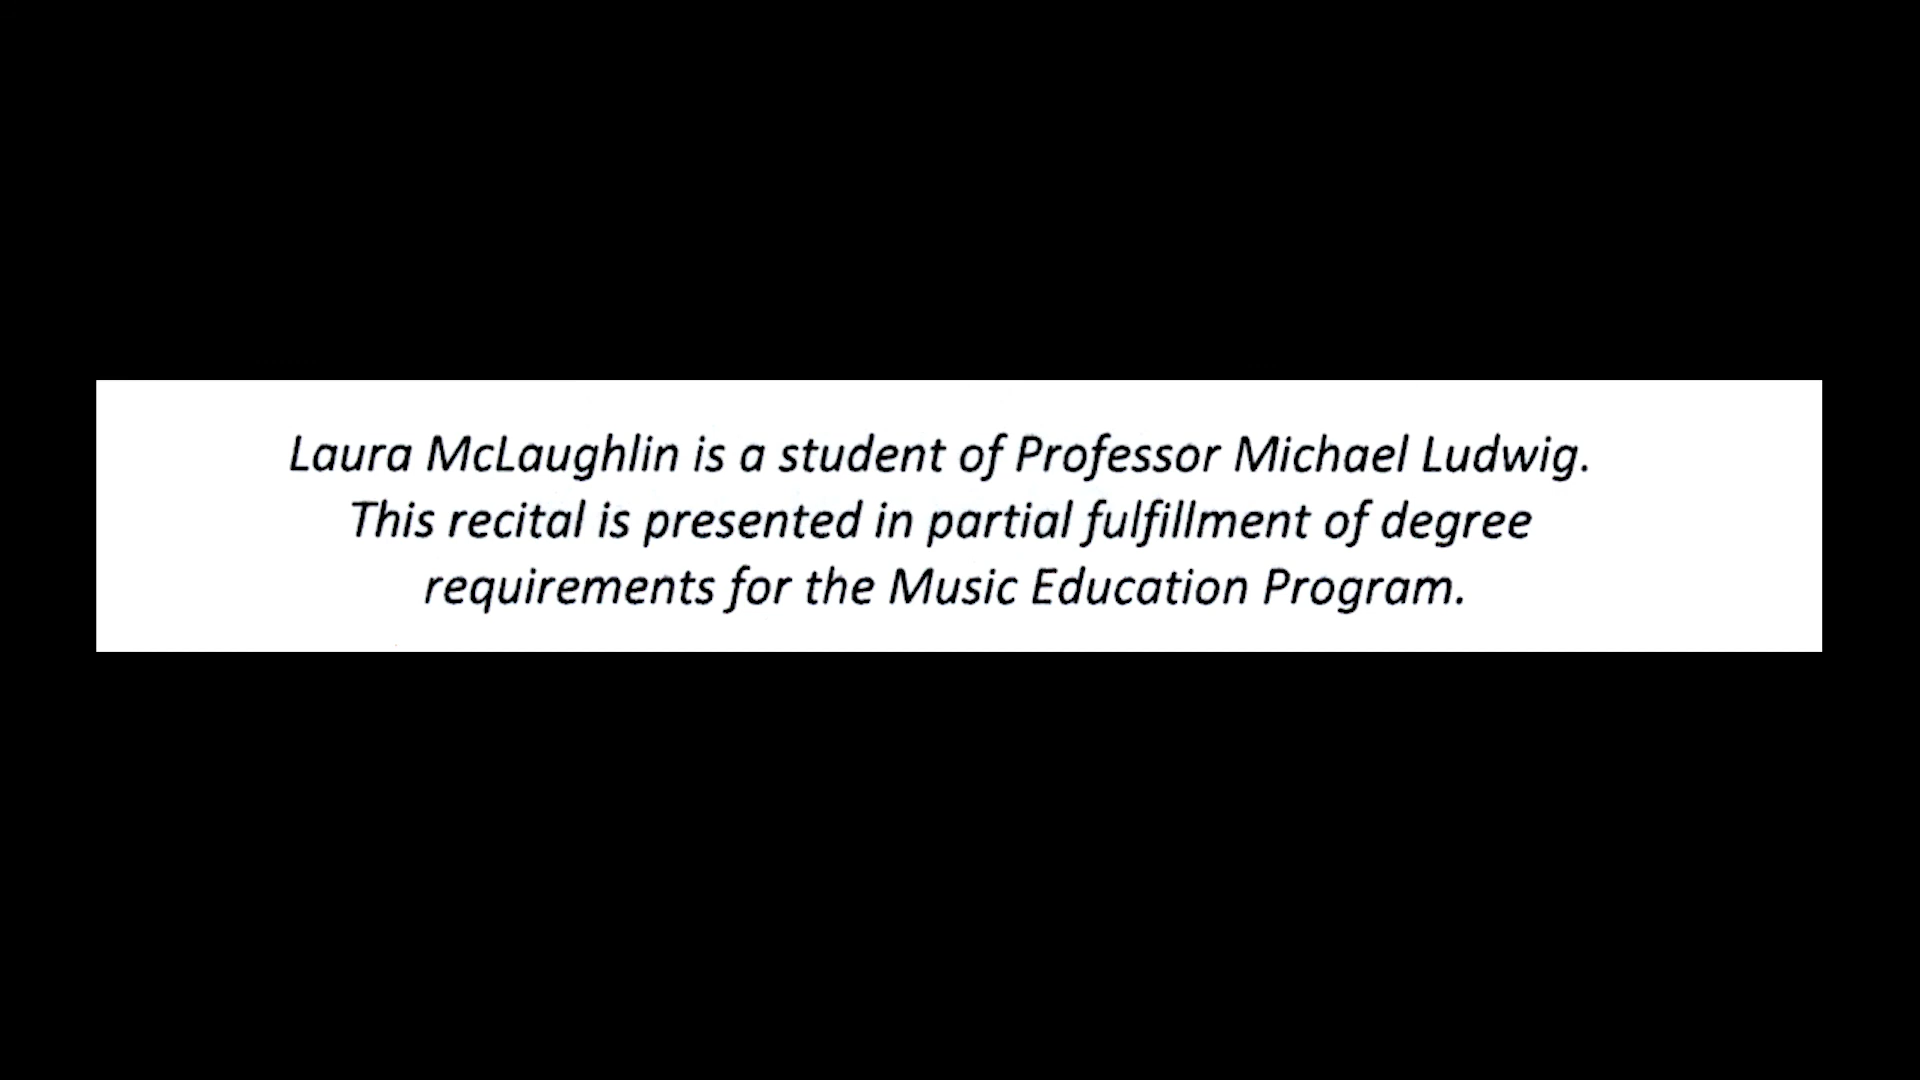 Laura McLaughlin is a student of Professor Michael Ludwig.
This recital is presented in partial fulfillment of degree
requirements for the Music Education Program.